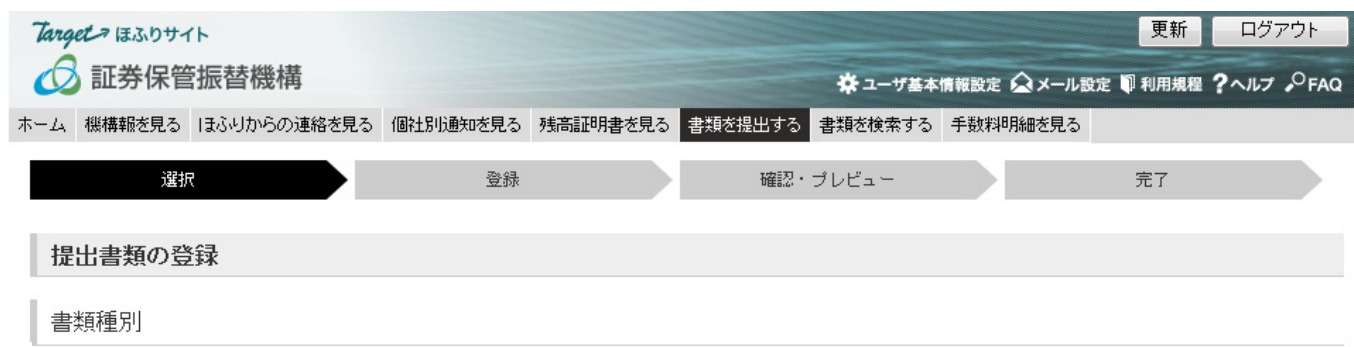 Target ほふりサイト
更新 ログアウト
証券保管振替機構
ユーザ基本情報設定 メール設定 利用規程 ?ヘルプ FAQ
ホーム 機構報を見る ほふりからの連絡を見る 個社別通知を見る 残高証明書を見る 書類を提出する 書類を検索する 手数料明細を見る
選択 登録 確認・プレビュー 完了
提出書類の登録
書類種別